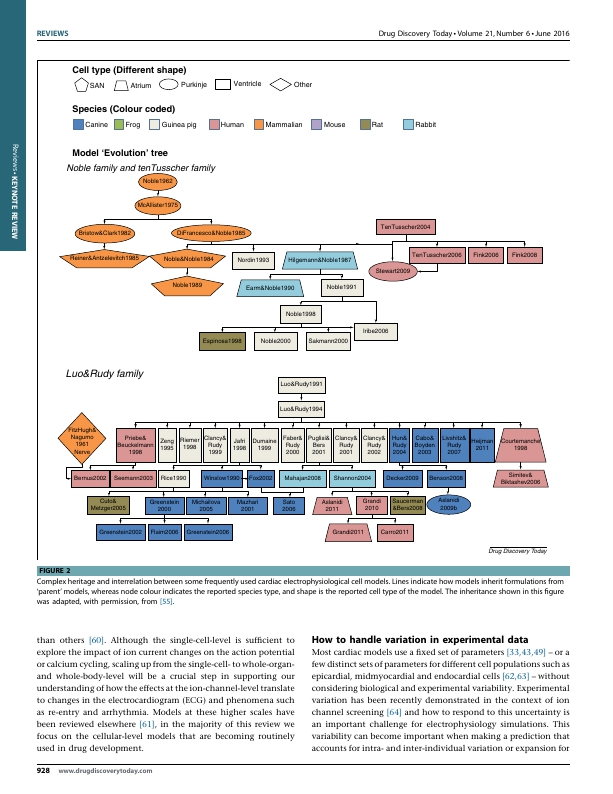 REVIEWS
Drug Discovery Today • Volume 21, Number 6 • June 2016
Reviews • KEYNOTE REVIEW
Cell type (Different shape)
SAN Atrium Purkinje Ventricle Other
Species (Colour coded)
Canine Frog Guinea pig Human Mammalian Mouse Rat Rabbit
Model ‘Evolution’ tree
Noble family and tenTusscher family
Noble1962
McAllister1975
Bristow&Clark1982 DiFrancesco&Noble1985 TenTusscher2004
Reiner&Antzelevitch1985 Noble&Noble1984 Nordin1993 Hilgemann&Noble1987 TenTusscher2006 Fink2006 Fink2008
Stewart2009
Noble1989 Earm&Noble1990 Noble1991
Noble1998
Iribe2006
Espinosa1998 Noble2000 Sakmann2000
Luo&Rudy family
Luo&Rudy1991
Luo&Rudy1994
FitzHugh&
Nagumo
1961
Nerve
Priebe&
Beuckelmann
1998
Zeng
1995
Riemer
1998
Clancy&
Rudy
1999
Jafri
1998
Dumaine
1999
Faber&
Rudy
2000
Puglisi&
Bers
2001
Clancy&
Rudy
2001
Clancy&
Rudy
2002
Hund&
Rudy
2004
Cabo&
Boyden
2003
Livshitz&
Rudy
2007
Heijman
2011
Courtemanche
1998
Bernus2002 Seemann2003 Rice1990 Winslow1990 Fox2002 Mahajan2008 Shannon2004 Decker2009 Benson2008
Simitev&
Biktashev2006
Cuto&
Metzger2005
Greenstein
2000
Michailova
2005
Mazhari
2001
Sato
2006
Aslanidi
2011
Grandi
2010
Saucerman
&Bers2008
Aslanidi
2009b
Greenstein2002 Flaim2006 Greenstein2006 Grandi2011 Carro2011
Drug Discovery Today
FIGURE 2
Complex heritage and interrelation between some frequently used cardiac electrophysiological cell models. Lines indicate how models inherit formulations from
‘parent’ models, whereas node colour indicates the reported species type, and shape is the reported cell type of the model. The inheritance shown in this figure
was adapted, with permission, from [55].
than others [60]. Although the single-cell-level is sufficient to
explore the impact of ion current changes on the action potential
or calcium cycling, scaling up from the single-cell- to whole-organ-
and whole-body-level will be a crucial step in supporting our
understanding of how the effects at the ion-channel-level translate
to changes in the electrocardiogram (ECG) and phenomena such
as re-entry and arrhythmia. Models at these higher scales have
been reviewed elsewhere [61], in the majority of this review we
focus on the cellular-level models that are becoming routinely
used in drug development.
How to handle variation in experimental data
Most cardiac models use a fixed set of parameters [33,43,49] – or a
few distinct sets of parameters for different cell populations such as
epicardial, midmyocardial and endocardial cells [62,63] – without
considering biological and experimental variability. Experimental
variation has been recently demonstrated in the context of ion
channel screening [64] and how to respond to this uncertainty is
an important challenge for electrophysiology simulations. This
variability can become important when making a prediction that
accounts for intra- and inter-individual variation or expansion for
928 www.drugdiscoverytoday.com